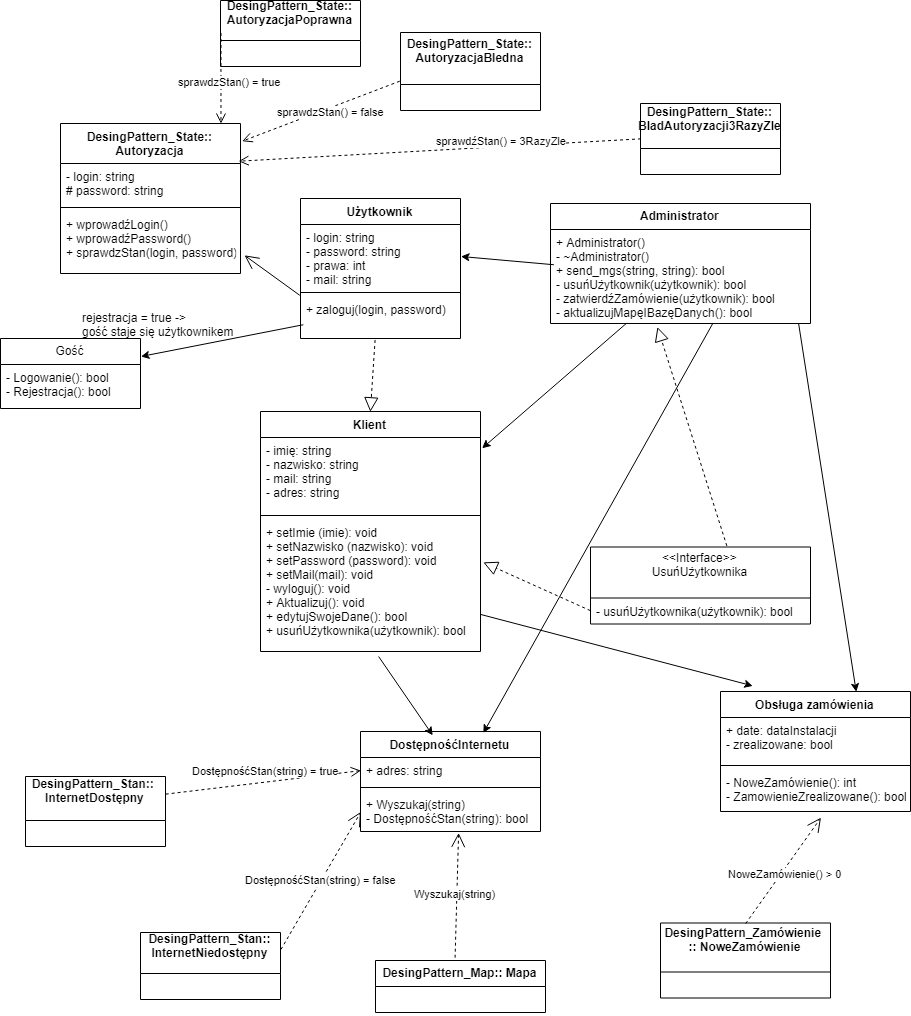 DesingPattern_State::
AutoryzacjaPoprawna
sprawdzStan() = true
DesingPattern_State::
AutoryzacjaBledna
sprawdzStan() = false
DesingPattern_State::
BladAutoryzacji3RazyZle
sprawdźStan() = 3RazyZle
DesingPattern_State::
Autoryzacja
- login: string
# password: string
+ wprowadźLogin()
+ wprowadźPassword()
+ sprawdzStan(login, password)
Użytkownik
- login: string
- password: string
- prawa: int
- mail: string
+ zaloguj(login, password)
Administrator
+ Administrator()
- ~Administrator()
+ send_mgs(string, string): bool
- usuńUżytkownik(użytkownik): bool
- zatwierdźZamówienie(użytkownik): bool
- aktualizujMapęIBazęDanych(): bool
rejestracja = true ->
gość staje się użytkownikem
Gość
- Logowanie(): bool
- Rejestracja(): bool
Klient
- imię: string
- nazwisko: string
- mail: string
- adres: string
+ setImie (imie): void
+ setNazwisko (nazwisko): void
+ setPassword (password): void
+ setMail(mail): void
- wyloguj(): void
+ Aktualizuj(): void
+ edytujSwojeDane(): bool
+ usuńUżytkownika(użytkownik): bool
<<Interface>>
UsuńUżytkownika
- usuńUżytkownika(użytkownik): bool
Obsługa zamówienia
+ date: dataInstalacji
- zrealizowane: bool
- NoweZamówienie(): int
- ZamowienieZrealizowane(): bool
DostępnośćInternetu
+ adres: string
+ Wyszukaj(string)
- DostępnośćStan(string): bool
DostępnośćStan(string) = true
DesingPattern_Stan::
InternetDostępny
DostępnośćStan(string) = false
Wyszukaj(string)
NoweZamówienie() > 0
DesingPattern_Stan::
InternetNiedostępny
DesingPattern_Map:: Mapa
DesingPattern_Zamówienie
:: NoweZamówienie